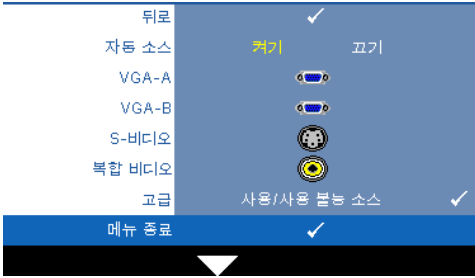 뒤로
자동 소스 켜기 끄기
VGA-A
VGA-B
S-비디오
복합 비디오
고급 사용/사용 불능 소스
메뉴 종료